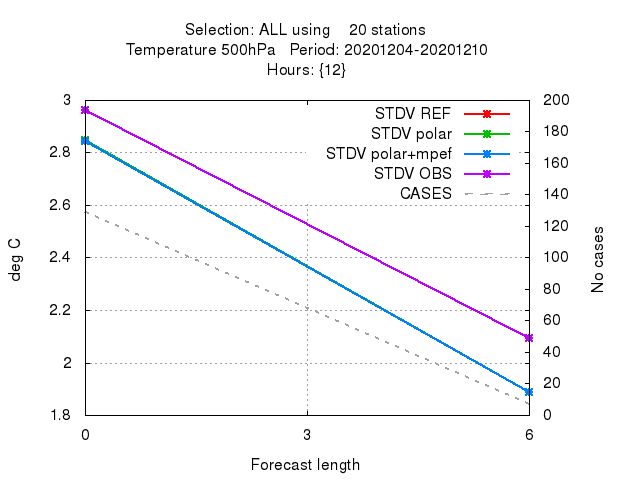 Selection: ALL using    20 stations
Temperature 500hPa   Period: 20201204-20201210
Hours: {12}
3
2.8
2.6
2.4
2.2
2
1.8
deg C
STDV REF
STDV polar
STDV polar+mpef
STDV OBS
CASES
200
180
160
140
120
100
80
60
40
20
0
No cases
0 3 6
Forecast length